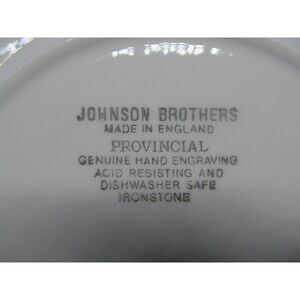 JOHNSON BROTHERS
MADE IN ENGLAND
PROVINCIAL
GENUINE HAND ENGRAVING
ACID RESISTING AND
DISHWASHER SAFE
IRONSTONE